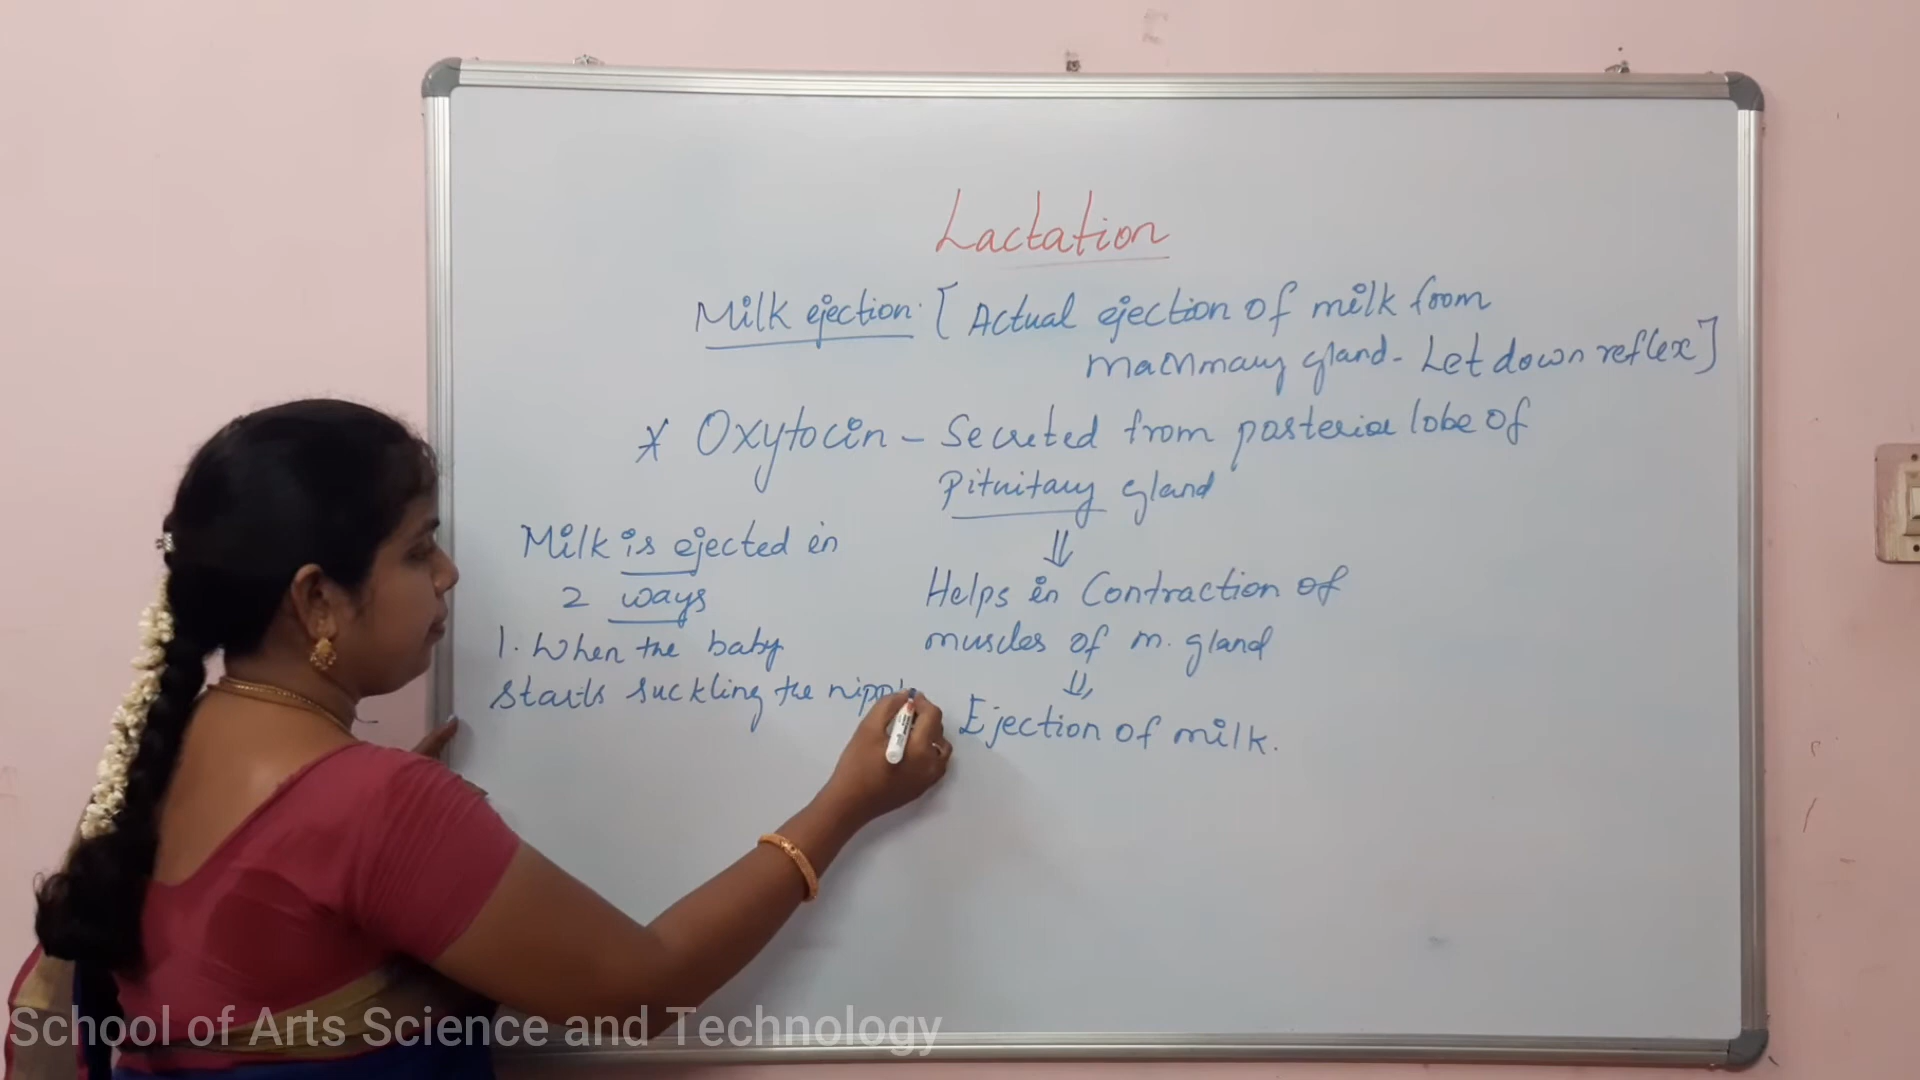 Lactation
Milk ejection: [Actual ejection of milk from
mammary gland - Let down reflex]
* Oxytocin - Secreted from posterior lobe of
Pituitary gland
⇓
Helps in Contraction of
muscles of m. gland
⇓
Ejection of milk.
Milk is ejected in
2 ways
1. When the baby
starts suckling the
School of Arts Science and Technology